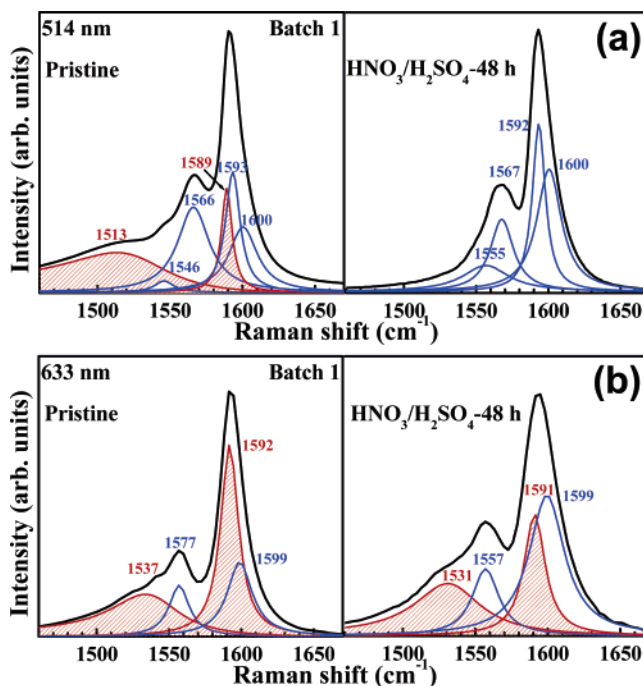 514 nm
Batch 1
Pristine
1513
1546
1566
1589
1593
1600
(a)
HNO3/H2SO4-48 h
1555
1567
1592
1600
Intensity (arb. units)
1500 1550 1600 1650
1500 1550 1600 1650
Raman shift (cm-1)
633 nm
Batch 1
Pristine
1537
1577
1592
1599
(b)
HNO3/H2SO4-48 h
1531
1557
1591
1599
Intensity (arb. units)
1500 1550 1600 1650
1500 1550 1600 1650
Raman shift (cm-1)